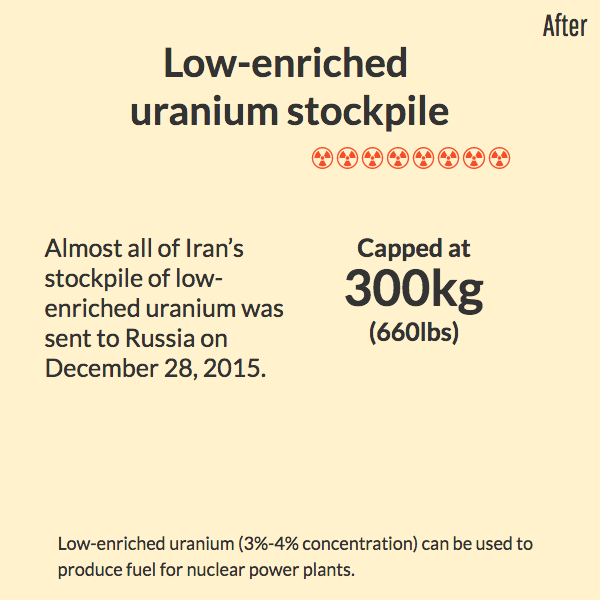 After
Low-enriched
uranium stockpile
Almost all of Iran’s
stockpile of low-
enriched uranium was
sent to Russia on
December 28, 2015.
Capped at
300kg
(660lbs)
Low-enriched uranium (3%-4% concentration) can be used to
produce fuel for nuclear power plants.